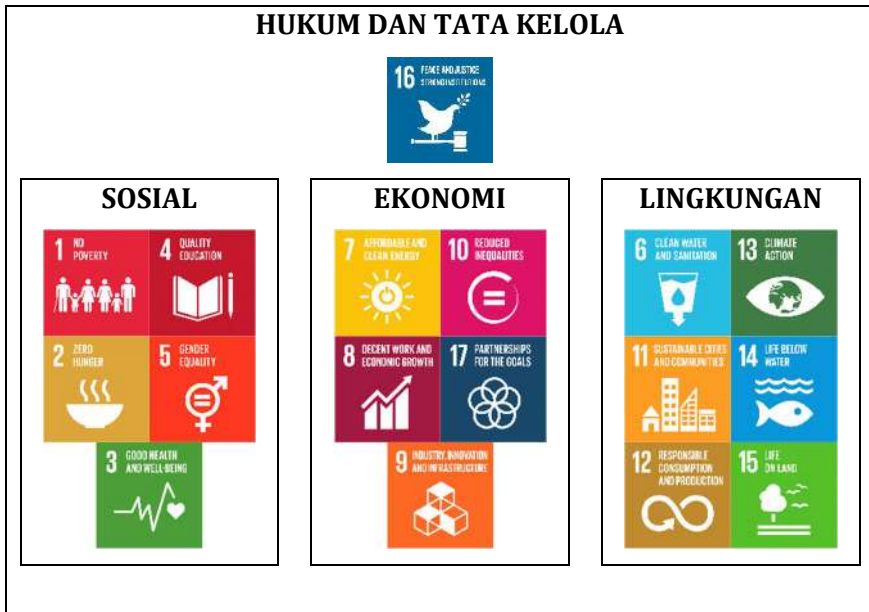 HUKUM DAN TATA KELOLA
16 PEACE AND JUSTICE
STRONG INSTITUTIONS
SOSIAL
1 NO
POVERTY
4 QUALITY
EDUCATION
2 ZERO
HUNGER
5 GENDER
EQUALITY
3 GOOD HEALTH
AND WELL-BEING
EKONOMI
7 AFFORDABLE AND
CLEAN ENERGY
10 REDUCED
INEQUALITIES
8 DECENT WORK AND
ECONOMIC GROWTH
17 PARTNERSHIPS
FOR THE GOALS
9 INDUSTRY, INNOVATION
AND INFRASTRUCTURE
LINGKUNGAN
6 CLEAN WATER
AND SANITATION
13 CLIMATE
ACTION
11 SUSTAINABLE CITIES
AND COMMUNITIES
14 LIFE BELOW
WATER
12 RESPONSIBLE
CONSUMPTION
AND PRODUCTION
15 LIFE
ON LAND